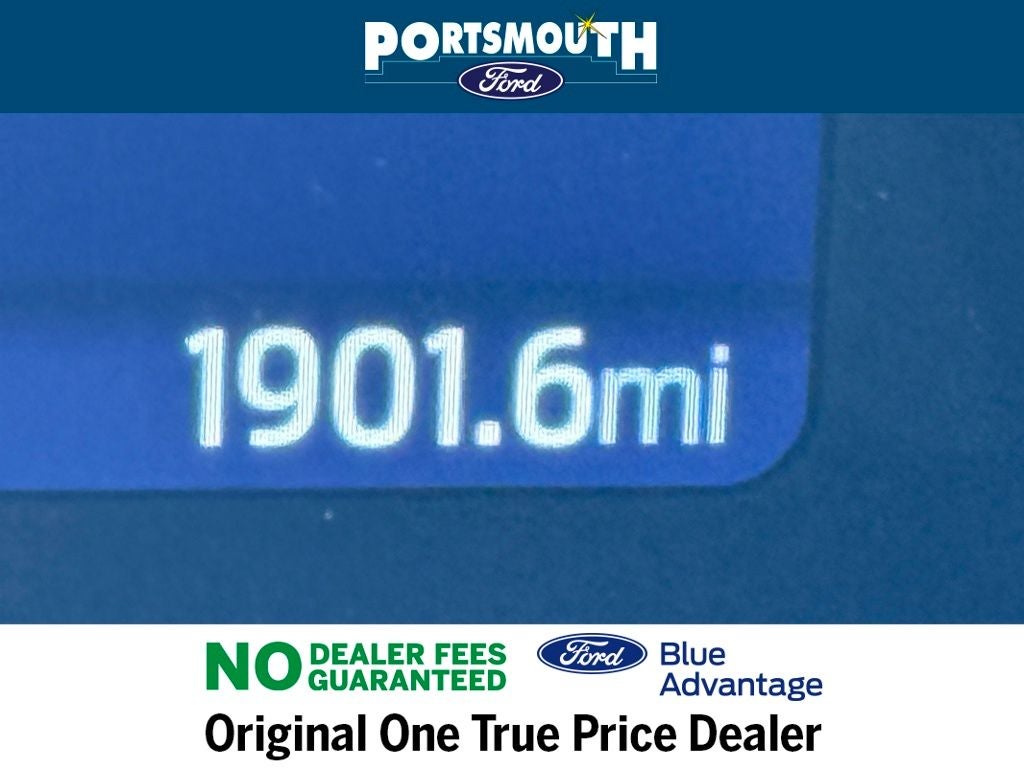 PORTSMOUTH
Ford
1901.6mi
NO DEALER FEES
GUARANTEED
Ford Blue
Advantage
Original One True Price Dealer